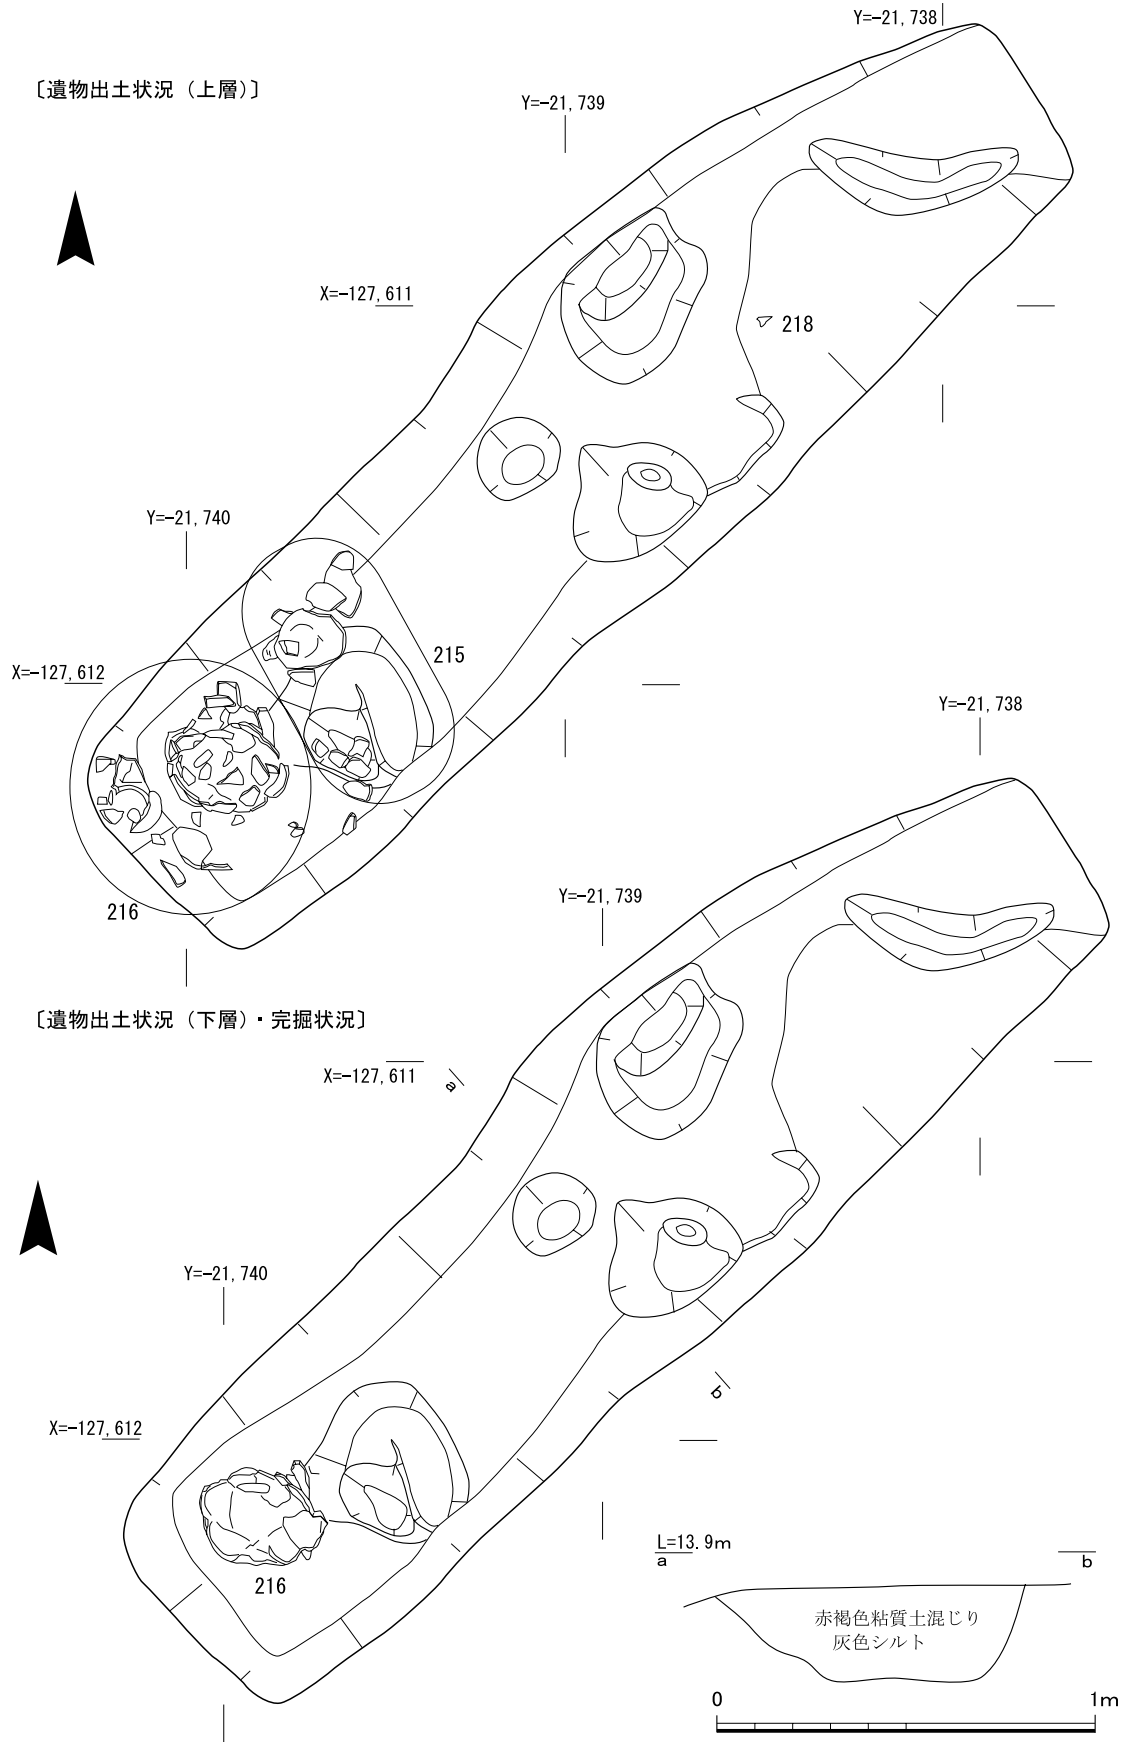 Y=-21,738
〔遺物出土状況（上層）〕
Y=-21,739
X=-127,611
218
Y=-21,740
215
X=-127,612
216
Y=-21,738
Y=-21,739
〔遺物出土状況（下層）・完掘状況〕
X=-127,611
a
Y=-21,740
b
X=-127,612
216
L=13.9m
a
b
赤褐色粘質土混じり
灰色シルト
0
1m